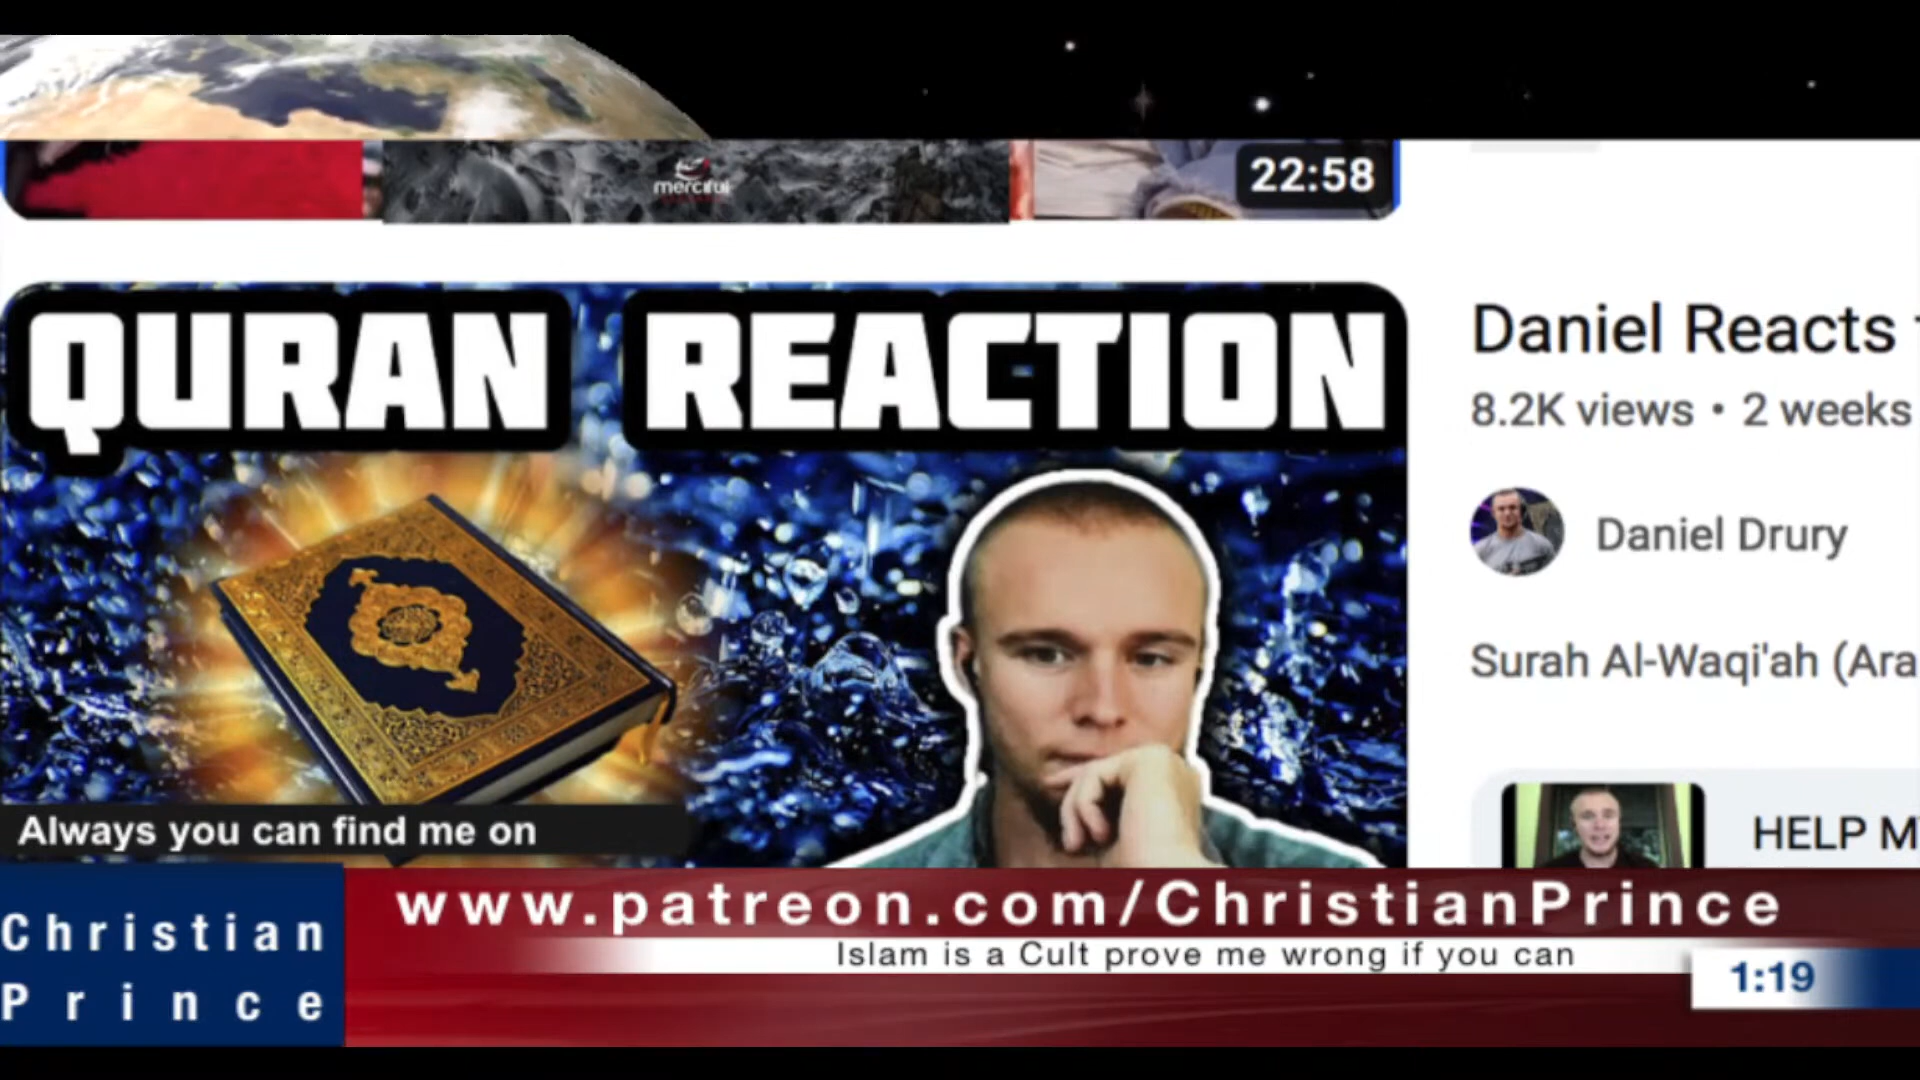 merciful
22:58
QURAN REACTION
Daniel Reacts
8.2K views • 2 weeks
Daniel Drury
Surah Al-Waqi'ah (Ara
HELP M
Always you can find me on
www.patreon.com/ChristianPrince
Christian
Prince
Islam is a Cult prove me wrong if you can
1:19